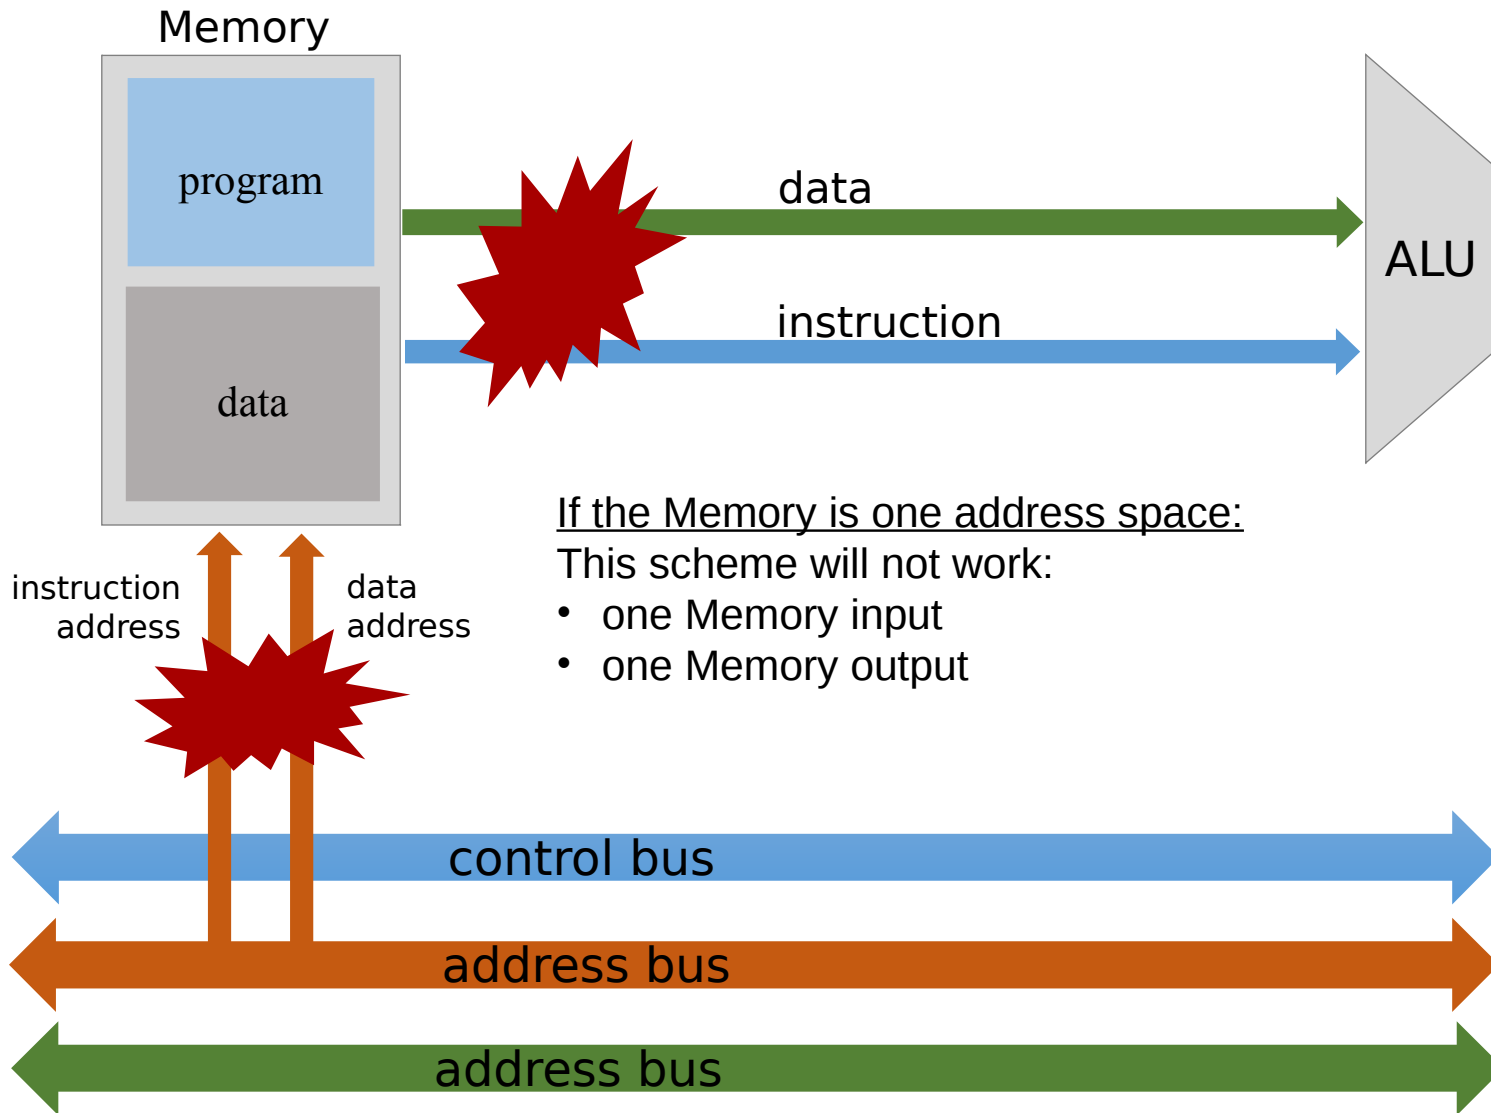 Memory
program
data
data
instruction
ALU
If the Memory is one address space:
This scheme will not work:
• one Memory input
• one Memory output
instruction
address
data
address
control bus
address bus
address bus